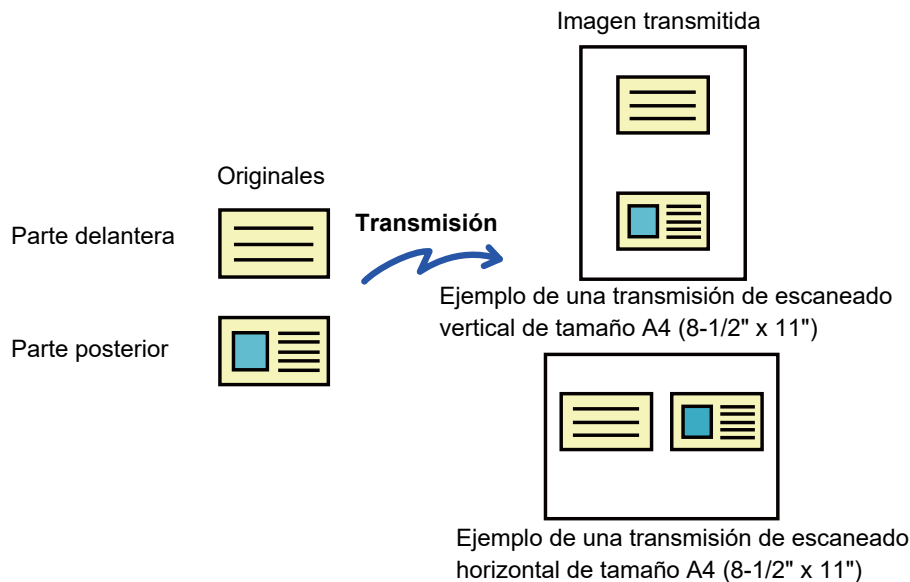 Imagen transmitida
Originales
Parte delantera
Transmisión
Parte posterior
Ejemplo de una transmisión de escaneado
vertical de tamaño A4 (8-1/2" x 11")
Ejemplo de una transmisión de escaneado
horizontal de tamaño A4 (8-1/2" x 11")